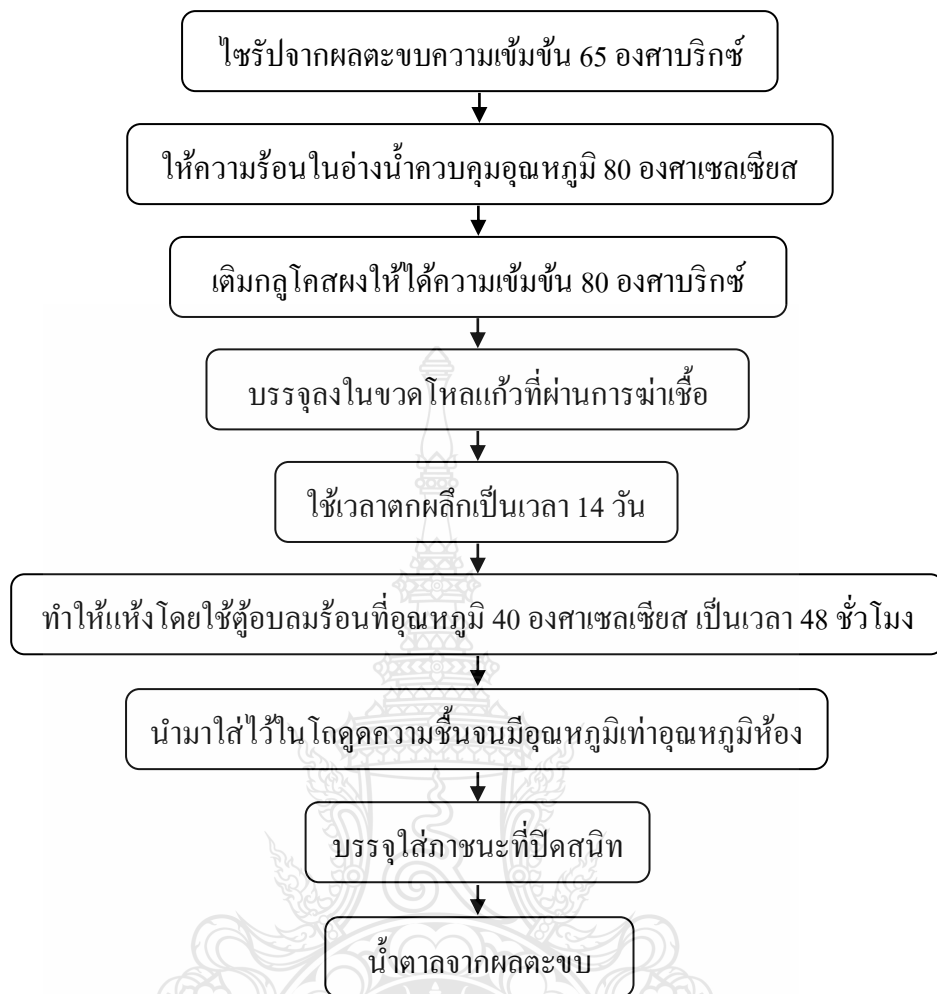 ไซรัปจากผลตะขบความเข้มข้น 65 องศาบริกซ์
ให้ความร้อนในอ่างน้ำควบคุมอุณหภูมิ 80 องศาเซลเซียส
เติมกลูโคสผงให้ได้ความเข้มข้น 80 องศาบริกซ์
บรรจุลงในขวดโหลแก้วที่ผ่านการฆ่าเชื้อ
ใช้เวลาตกผลึกเป็นเวลา 14 วัน
ทำให้แห้งโดยใช้ตู้อบลมร้อนที่อุณหภูมิ 40 องศาเซลเซียส เป็นเวลา 48 ชั่วโมง
นำมาใส่ไว้ในโถดูดความชื้นจนมีอุณหภูมิเท่าอุณหภูมิห้อง
บรรจุใส่ภาชนะที่ปิดสนิท
น้ำตาลจากผลตะขบ